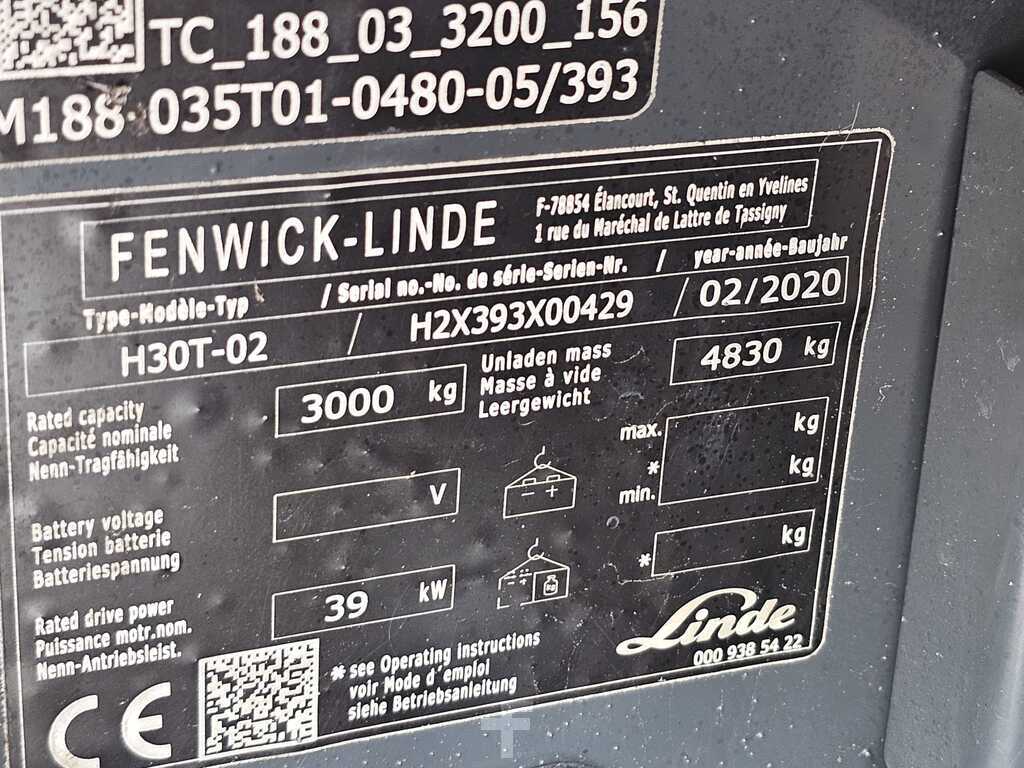 TC_188_03_3200_156
M188-035T01-0480-05/393
FENWICK-LINDE
F-78854 Élancourt, St. Quentin en Yvelines
1 rue du Maréchal de Lattre de Tassigny
Type-Modèle-Typ / Serial no.-No. de série-Serien-Nr. / year-année-Baujahr
H30T-02 / H2X393X00429 / 02/2020
Rated capacity
Capacité nominale
Nenn-Tragfähigkeit
3000 kg
Unladen mass
Masse à vide
Leergewicht
4830 kg
Battery voltage
Tension batterie
Batteriespannung
V
- +
max. kg
*
min. kg
Rated drive power
Puissance motr.nom.
Nenn-Antriebsleist.
39 kW
Kg
* kg
CE
* see Operating instructions
voir Mode d'emploi
siehe Betriebsanleitung
Linde
000 938 54 22